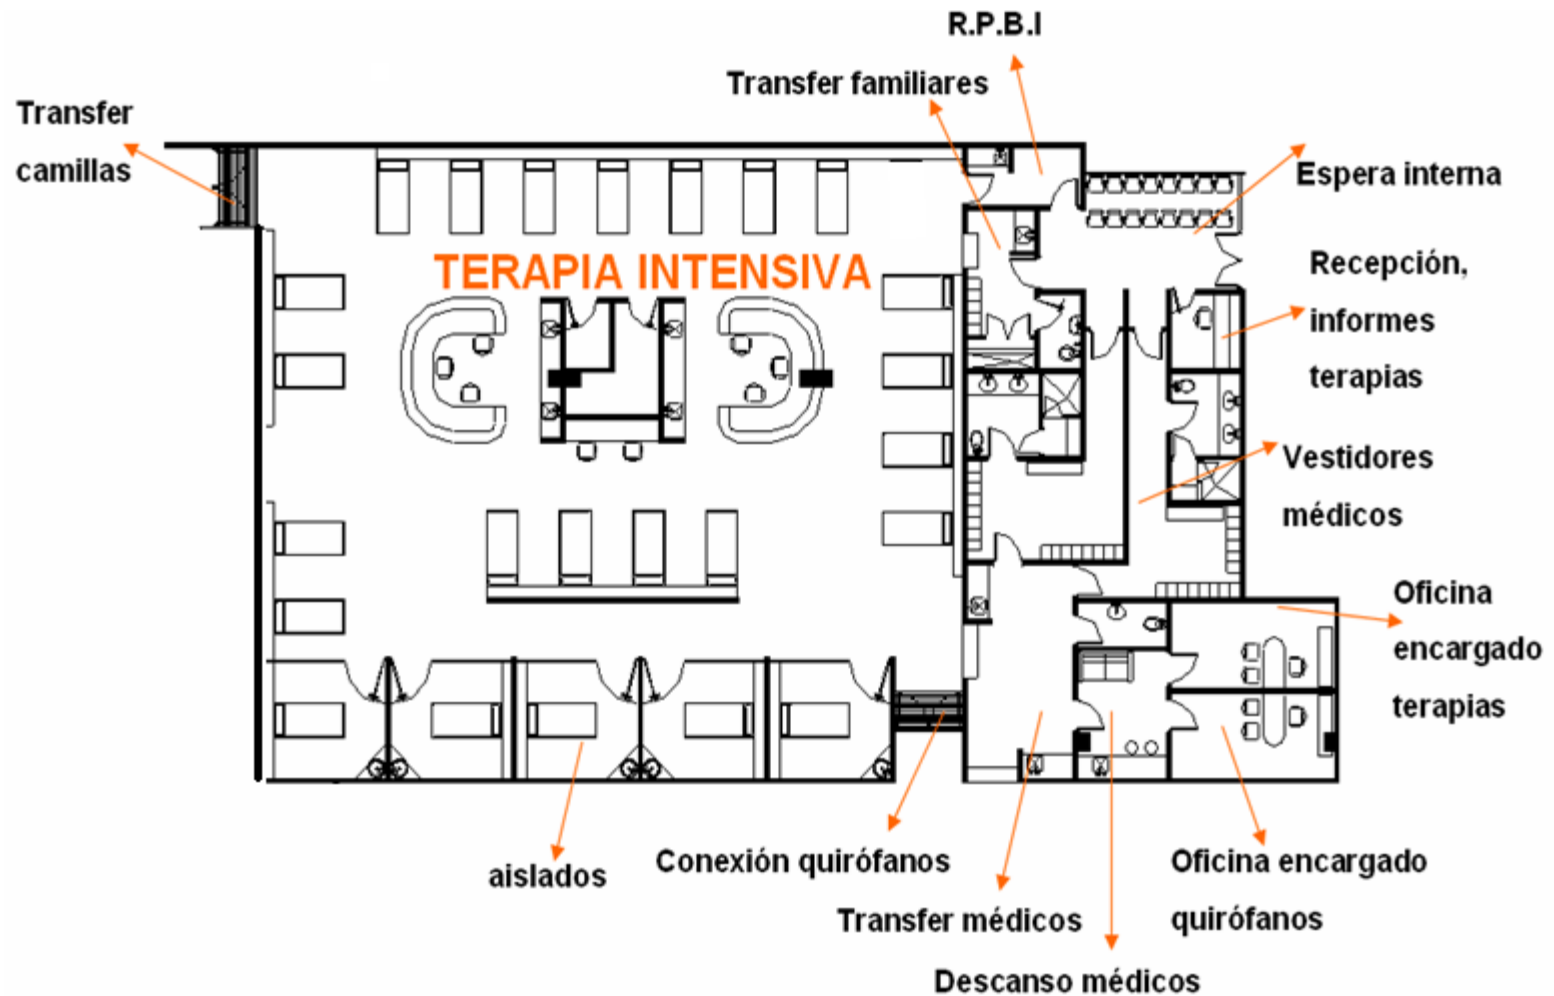 R.P.B.I
Transfer familiares
Transfer
camillas
Espera interna
TERAPIA INTENSIVA
Recepción,
informes
terapias
Vestidores
médicos
Oficina
encargado
terapias
aislados
Conexión quirófanos
Oficina encargado
quirófanos
Transfer médicos
Descanso médicos